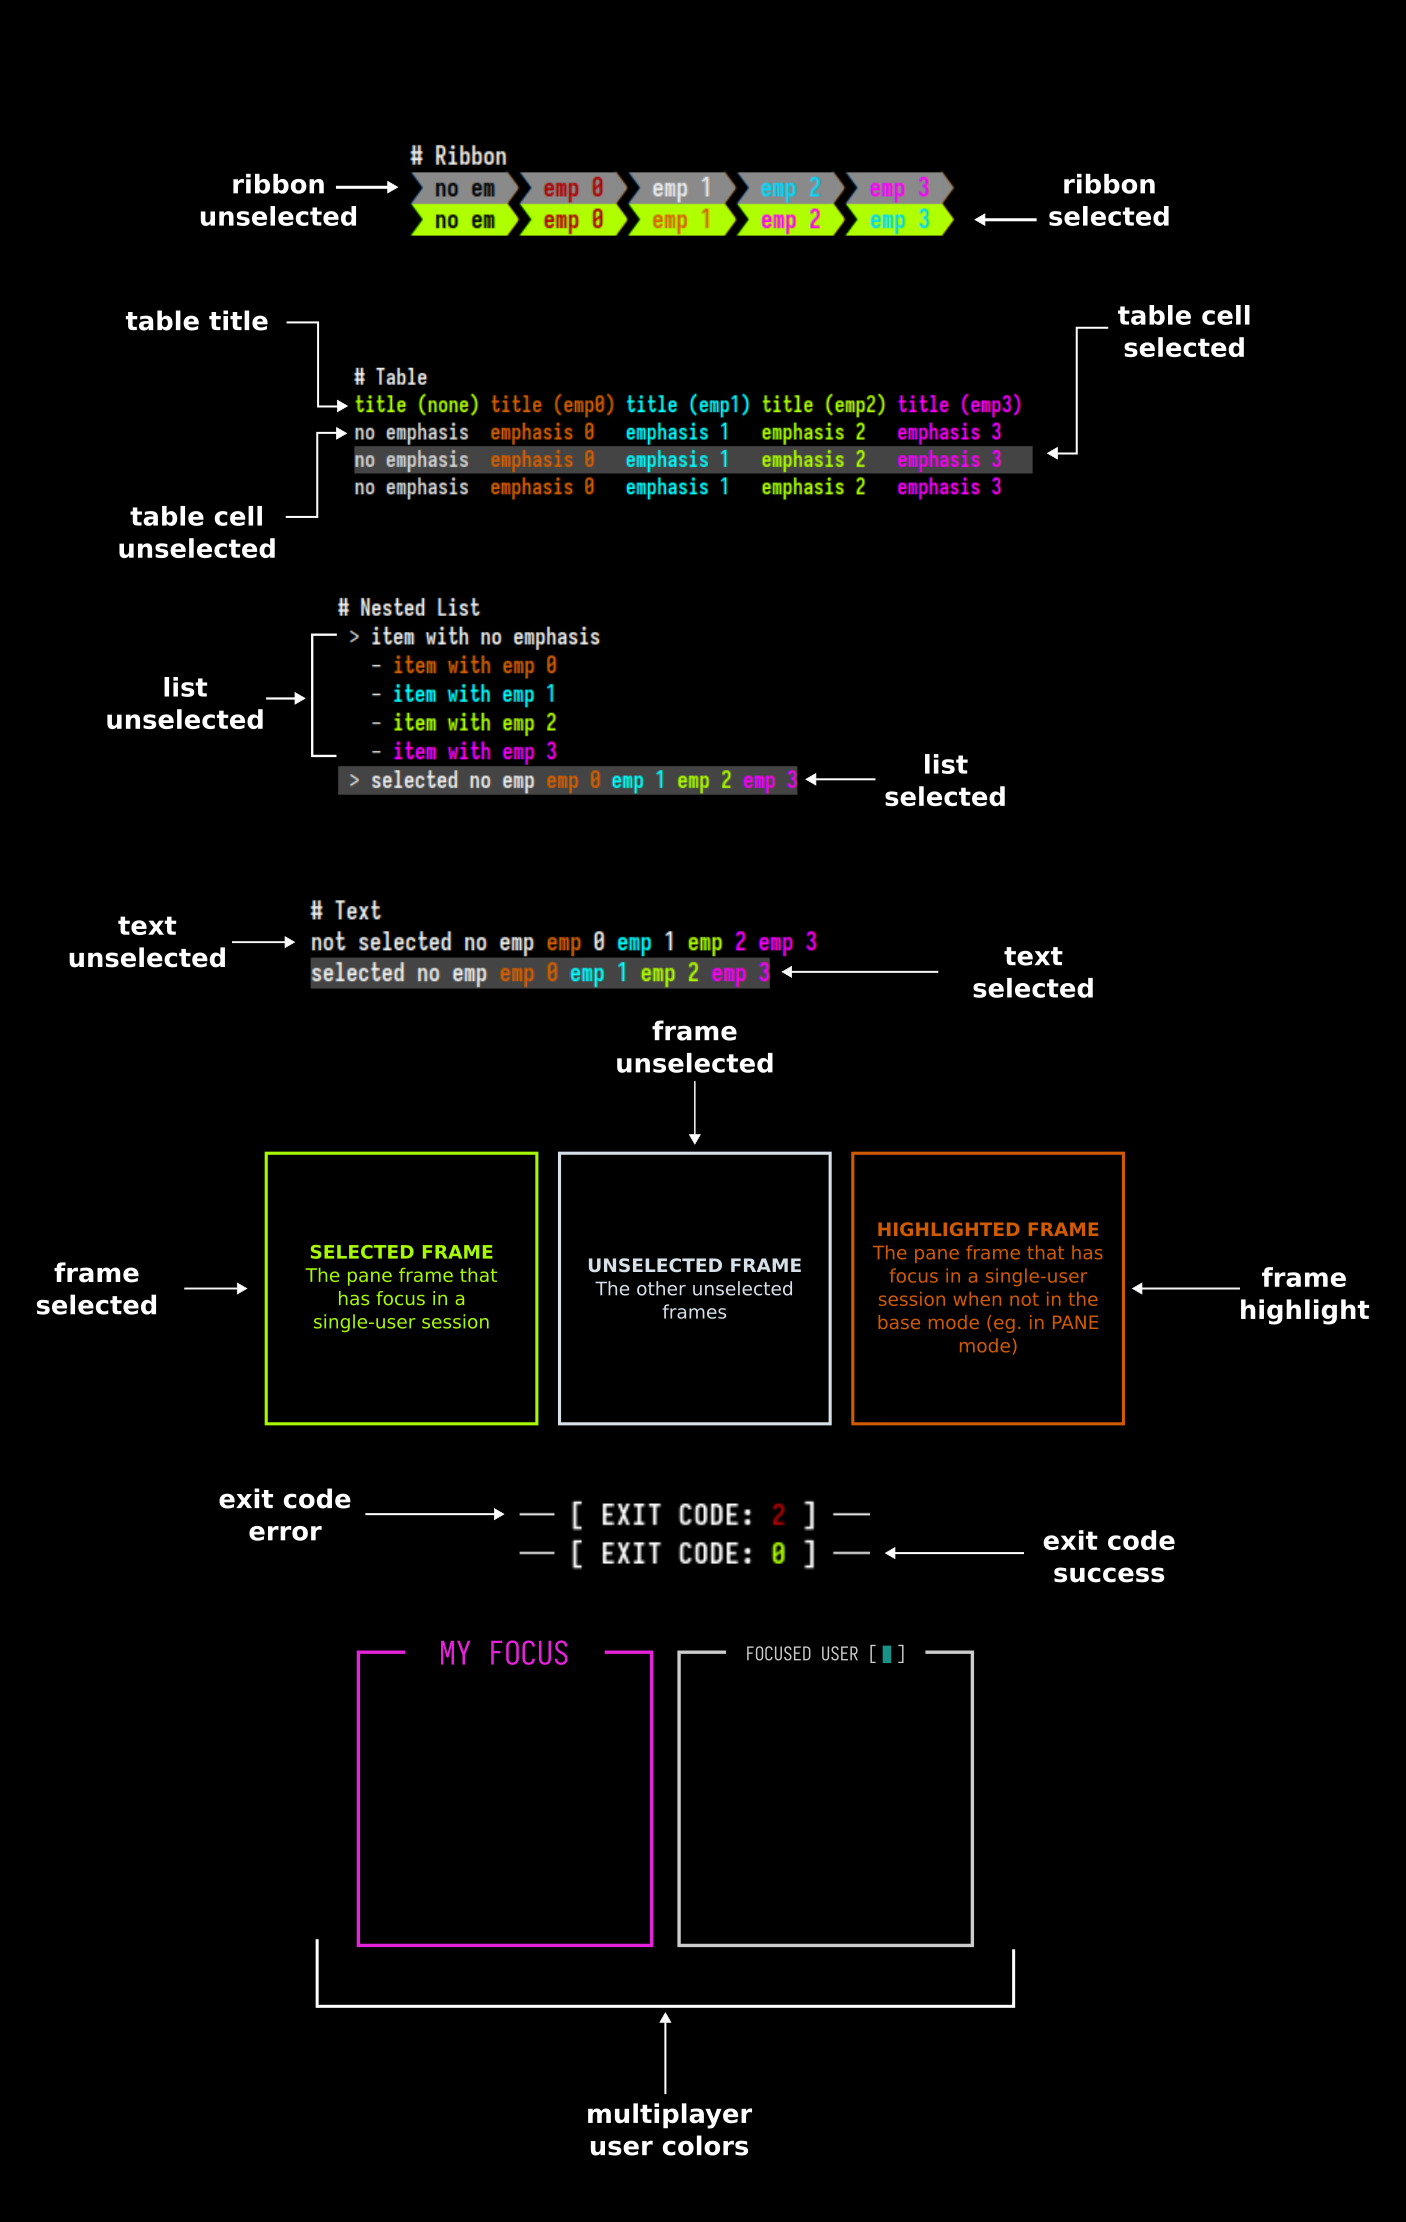 # Ribbon
ribbon
unselected
no em emp 0 emp 1 emp 2 emp 3
no em emp 0 emp 1 emp 2 emp 3
ribbon
selected
table title
table cell
selected
# Table
title (none) title (emp0) title (emp1) title (emp2) title (emp3)
no emphasis emphasis 0 emphasis 1 emphasis 2 emphasis 3
no emphasis emphasis 0 emphasis 1 emphasis 2 emphasis 3
no emphasis emphasis 0 emphasis 1 emphasis 2 emphasis 3
table cell
unselected
# Nested List
> item with no emphasis
- item with emp 0
- item with emp 1
- item with emp 2
- item with emp 3
> selected no emp emp 0 emp 1 emp 2 emp 3
list
unselected
list
selected
# Text
text
unselected
not selected no emp emp 0 emp 1 emp 2 emp 3
selected no emp emp 0 emp 1 emp 2 emp 3
text
selected
frame
unselected
frame
selected
SELECTED FRAME
The pane frame that
has focus in a
single-user session
UNSELECTED FRAME
The other unselected
frames
HIGHLIGHTED FRAME
The pane frame that has
focus in a single-user
session when not in the
base mode (eg. in PANE
mode)
frame
highlight
exit code
error
[ EXIT CODE: 2 ]
[ EXIT CODE: 0 ]
exit code
success
MY FOCUS
FOCUSED USER [ ]
multiplayer
user colors